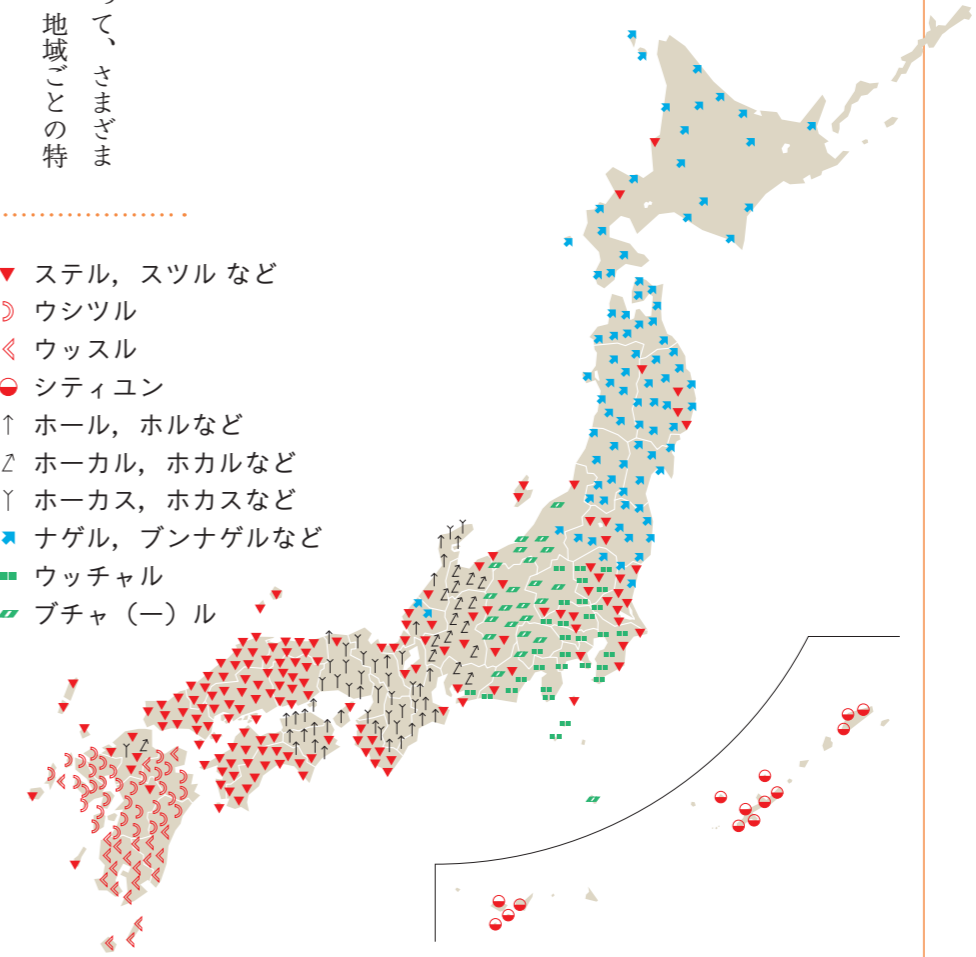 て、さまざま
地域ごとの特
ステル，スツル など
ウシツル
ウッスル
シティユン
ホール，ホルなど
ホーカル，ホカルなど
ホーカス，ホカスなど
ナゲル，ブンナゲルなど
ウッチャル
ブチャ（ー）ル